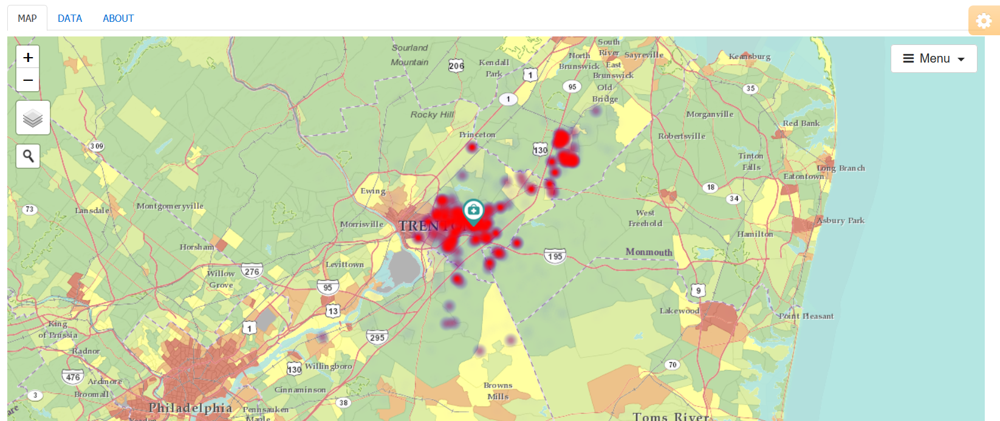 MAP DATA ABOUT
+
−
Menu
Sourland
Mountain
206
Kendall
Park
1
North
Brunswick
South
River
East
Brunswick
Sayreville
Keansburg
95
Old
Bridge
35
1
Rocky Hill
Morganville
Princeton
Robertsville
Red Bank
309
130
Tinton
Falls
Long Branch
Eatontown
Ewing
18
34
73
Lansdale
Montgomeryville
Morrisville
TRENTON
West
Freehold
Asbury Park
Hamilton
Horsham
Monmouth
195
Levittown
276
Willow
Grove
95
9
13
Lakewood
Point Pleasant
King
of Prussia
1
295
Radnor
130
Willingboro
70
476
Ardmore
Broomall
3
Cinnaminson
38
Browns
Mills
Philadelphia
Pennsauken
Maple
Toms River